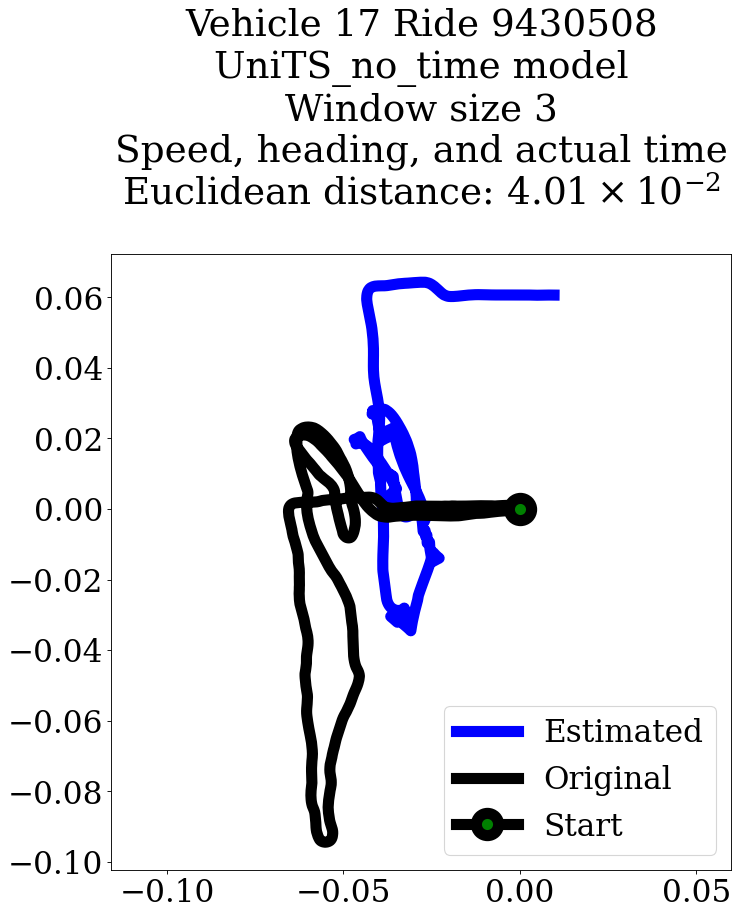 Vehicle 17 Ride 9430508
UniTS_no_time model
Window size 3
Speed, heading, and actual time
Euclidean distance: 4.01 × 10⁻²
0.06
0.04
0.02
0.00
−0.02
−0.04
−0.06
−0.08
−0.10
Estimated
Original
Start
−0.10
−0.05
0.00
0.05